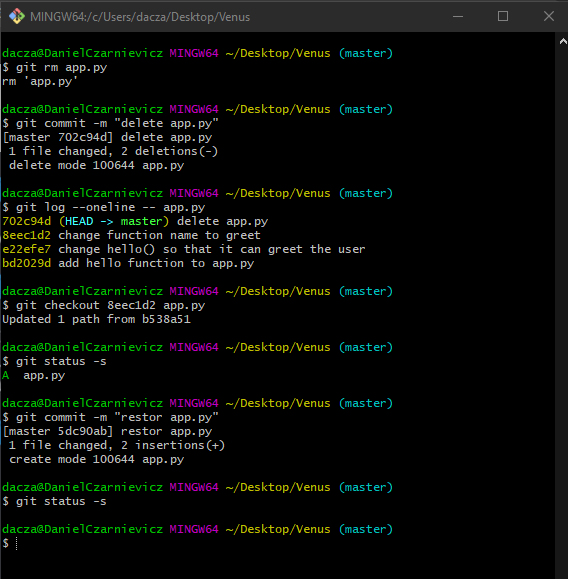 MINGW64:/c/Users/dacza/Desktop/Venus
dacza@DanielCzarnievicz MINGW64 ~/Desktop/Venus (master)
$ git rm app.py
rm 'app.py'
dacza@DanielCzarnievicz MINGW64 ~/Desktop/Venus (master)
$ git commit -m "delete app.py"
[master 702c94d] delete app.py
 1 file changed, 2 deletions(-)
 delete mode 100644 app.py
dacza@DanielCzarnievicz MINGW64 ~/Desktop/Venus (master)
$ git log --oneline -- app.py
702c94d (HEAD -> master) delete app.py
8eec1d2 change function name to greet
e22efe7 change hello() so that it can greet the user
bd2029d add hello function to app.py
dacza@DanielCzarnievicz MINGW64 ~/Desktop/Venus (master)
$ git checkout 8eec1d2 app.py
Updated 1 path from b538a51
dacza@DanielCzarnievicz MINGW64 ~/Desktop/Venus (master)
$ git status -s
A  app.py
dacza@DanielCzarnievicz MINGW64 ~/Desktop/Venus (master)
$ git commit -m "restor app.py"
[master 5dc90ab] restor app.py
 1 file changed, 2 insertions(+)
 create mode 100644 app.py
dacza@DanielCzarnievicz MINGW64 ~/Desktop/Venus (master)
$ git status -s
dacza@DanielCzarnievicz MINGW64 ~/Desktop/Venus (master)
$